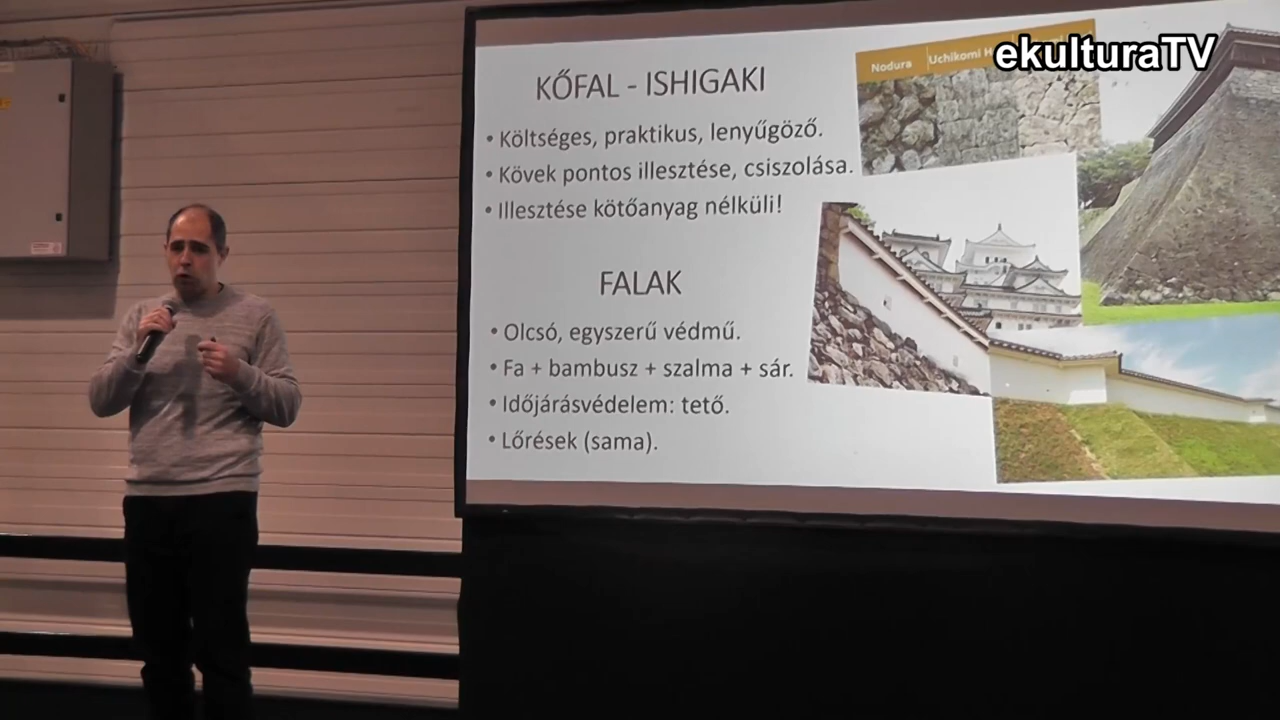 ekulturaTV
KŐFAL - ISHIGAKI
• Költséges, praktikus, lenyűgöző.
• Kövek pontos illesztése, csiszolása.
• Illesztése kötőanyag nélküli!
Nodura
Uchikomi
FALAK
• Olcsó, egyszerű védmű.
• Fa + bambusz + szalma + sár.
• Időjárásvédelem: tető.
• Lőrések (sama).